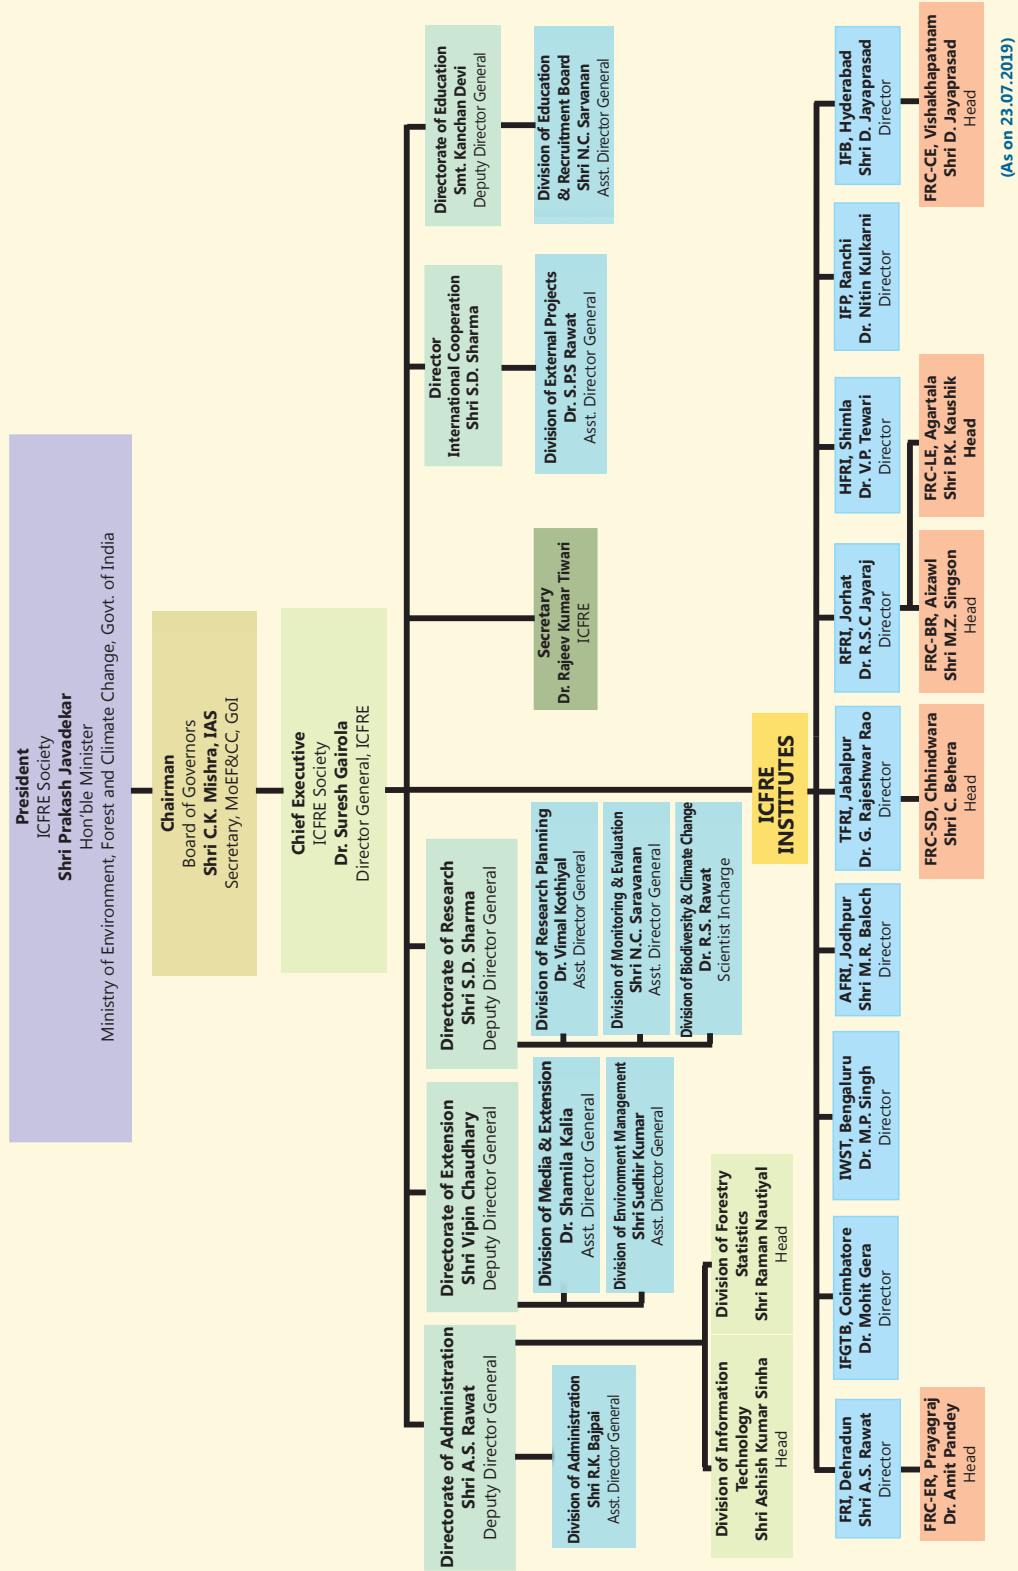 President
ICFRE Society
Shri Prakash Javadekar
Hon'ble Minister
Ministry of Environment, Forest and Climate Change, Govt. of India
Chairman
Board of Governors
Shri C.K. Mishra, IAS
Secretary, MoEF&CC, GoI
Chief Executive
ICFRE Society
Dr. Suresh Gairola
Director General, ICFRE
Directorate of Administration
Shri A.S. Rawat
Deputy Director General
Directorate of Extension
Shri Vipin Chaudhary
Deputy Director General
Directorate of Research
Shri S.D. Sharma
Deputy Director General
Director
International Cooperation
Shri S.D. Sharma
Directorate of Education
Smt. Kanchan Devi
Deputy Director General
Division of Administration
Shri R.K. Bajpai
Asst. Director General
Division of Media & Extension
Dr. Shamila Kalia
Asst. Director General
Division of Environment Management
Shri Sudhir Kumar
Asst. Director General
Division of Research Planning
Dr. Vimal Kothiyal
Asst. Director General
Division of Monitoring & Evaluation
Shri N.C. Saravanan
Asst. Director General
Division of Biodiversity & Climate Change
Dr. R.S. Rawat
Scientist Incharge
Secretary
Dr. Rajeev Kumar Tiwari
ICFRE
Division of External Projects
Dr. S.P.S Rawat
Asst. Director General
Division of Education
& Recruitment Board
Shri N.C. Sarvanan
Asst. Director General
Division of Information
Technology
Shri Ashish Kumar Sinha
Head
Division of Forestry
Statistics
Shri Raman Nautiyal
Head
ICFRE
INSTITUTES
FRI, Dehradun
Shri A.S. Rawat
Director
IFGTB, Coimbatore
Dr. Mohit Gera
Director
IWST, Bengaluru
Dr. M.P. Singh
Director
AFRI, Jodhpur
Shri M.R. Baloch
Director
TFRI, Jabalpur
Dr. G. Rajeshwar Rao
Director
RFRI, Jorhat
Dr. R.S.C Jayaraj
Director
HFRI, Shimla
Dr. V.P. Tewari
Director
IFP, Ranchi
Dr. Nitin Kulkarni
Director
IFB, Hyderabad
Shri D. Jayaprasad
Director
FRC-ER, Prayagraj
Dr. Amit Pandey
Head
FRC-SD, Chhindwara
Shri C. Behera
Head
FRC-BR, Aizawl
Shri M.Z. Singson
Head
FRC-LE, Agartala
Shri P.K. Kaushik
Head
FRC-CE, Vishakhapatnam
Shri D. Jayaprasad
Head
(As on 23.07.2019)